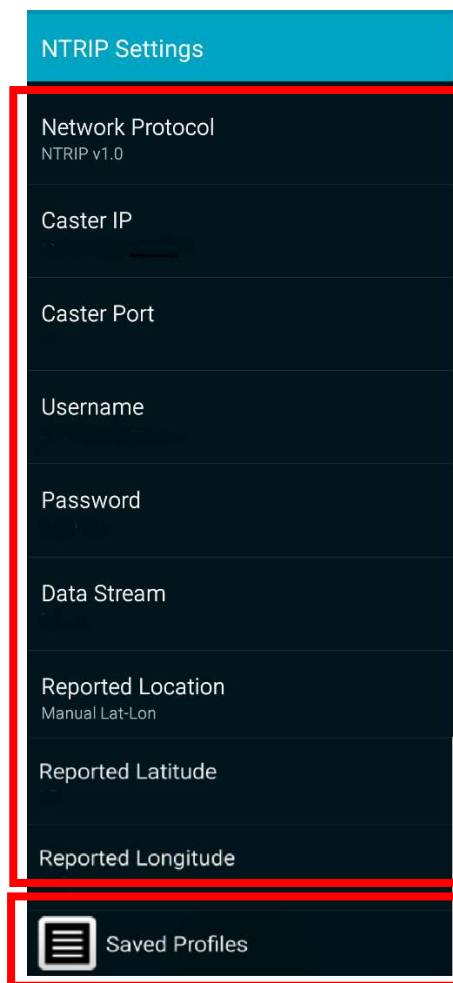 NTRIP Settings
Network Protocol
NTRIP v1.0
Caster IP
Caster Port
Username
Password
Data Stream
Reported Location
Manual Lat-Lon
Reported Latitude
Reported Longitude
Saved Profiles